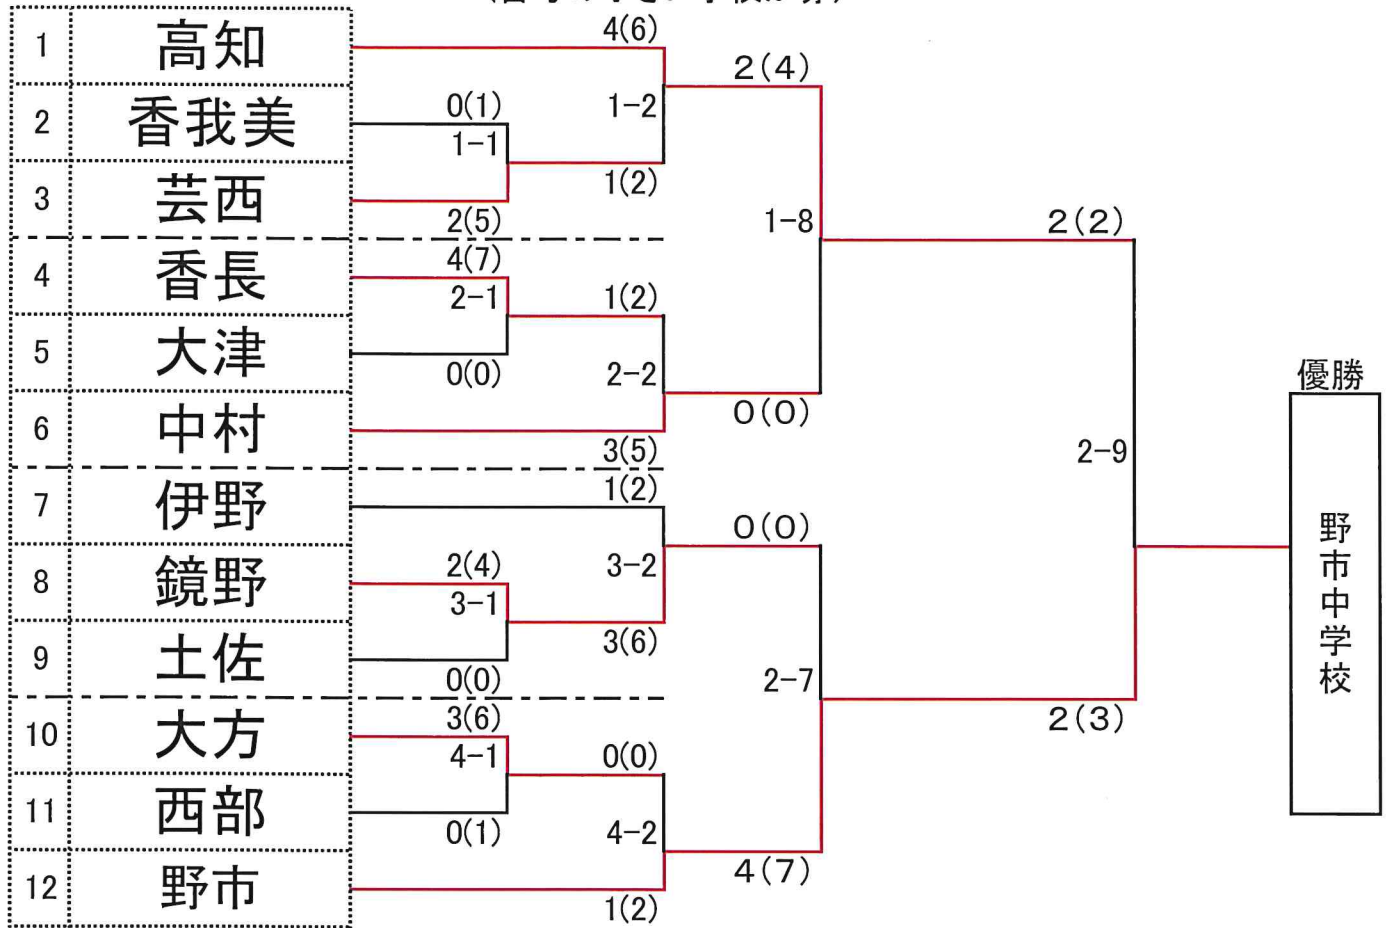 1 高知 4(6)
2(4)
2 香我美 0(1) 1-2
1-1
3 芸西 1(2)
2(5) 1-8 2(2)
4 香長 4(7)
2-1 1(2)
5 大津
0(0) 2-2 優勝
0(0)
6 中村 3(5) 2-9
7 伊野 1(2)
0(0)
8 鏡野 2(4) 3-2
3-1
9 土佐 3(6)
0(0) 2-7
10 大方 3(6) 2(3)
4-1 0(0)
11 西部
0(1) 4-2
4(7)
12 野市 1(2)
野市中学校